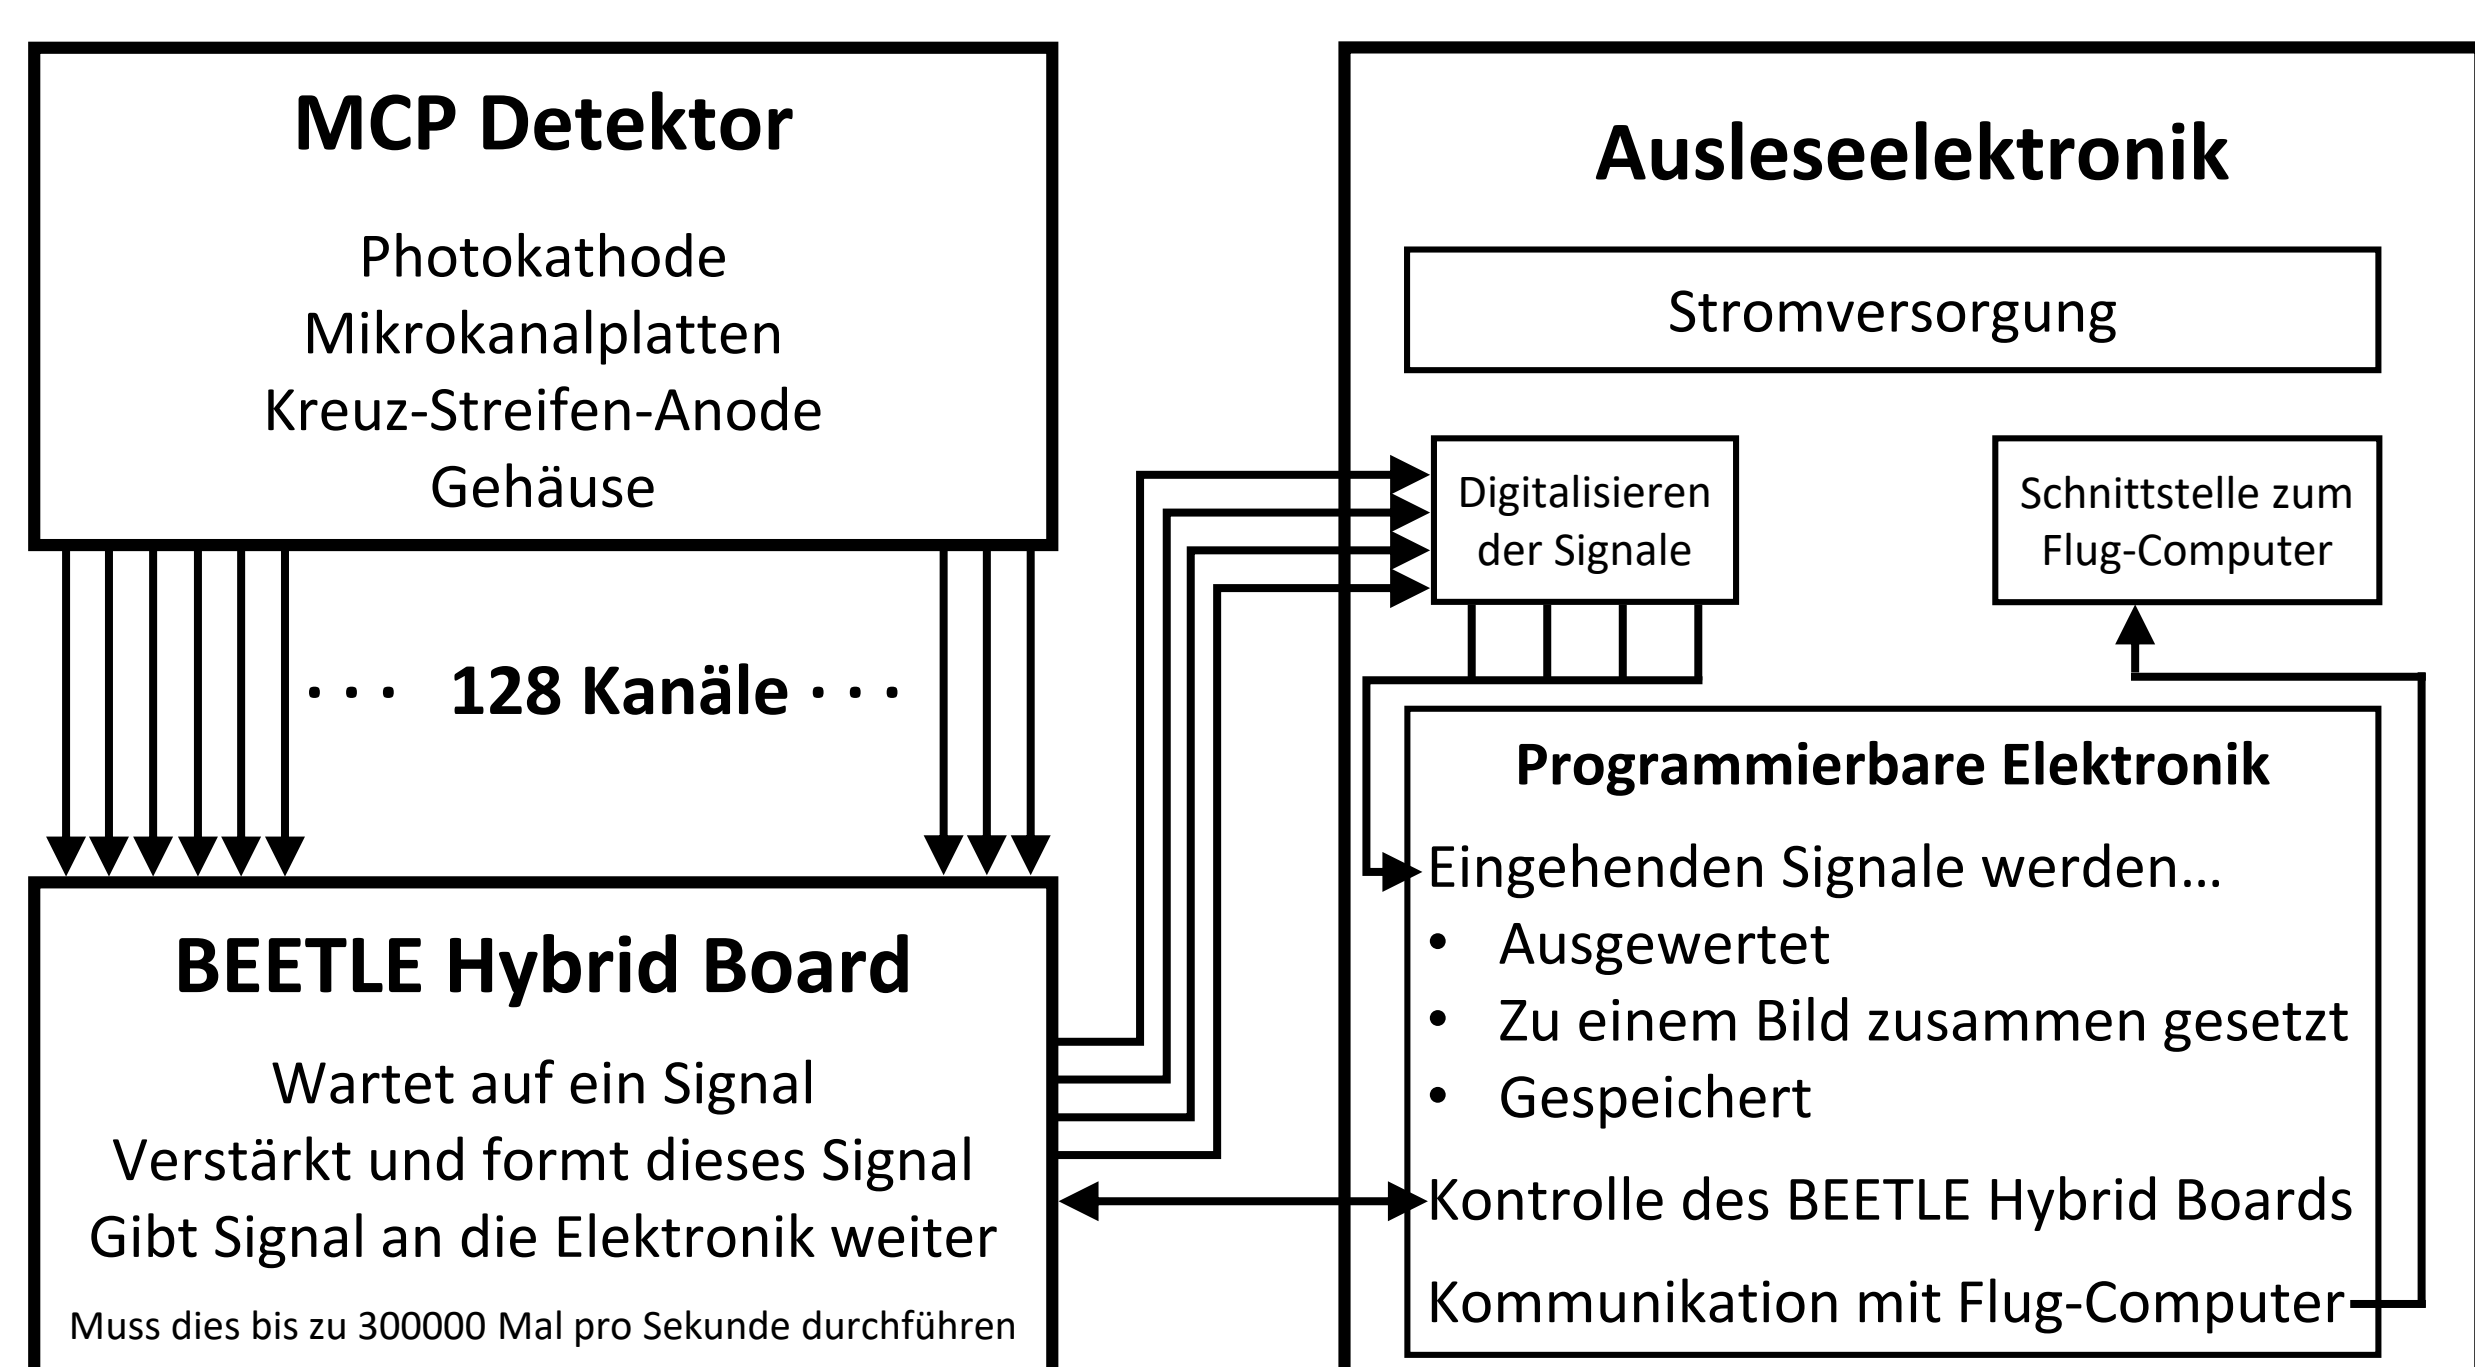 MCP Detektor
Photokathode
Mikrokanalplatten
Kreuz-Streifen-Anode
Gehäuse
· · · 128 Kanäle · · ·
BEETLE Hybrid Board
Wartet auf ein Signal
Verstärkt und formt dieses Signal
Gibt Signal an die Elektronik weiter
Muss dies bis zu 300000 Mal pro Sekunde durchführen
Ausleseelektronik
Stromversorgung
Digitalisieren
der Signale
Schnittstelle zum
Flug-Computer
Programmierbare Elektronik
Eingehenden Signale werden...
• Ausgewertet
• Zu einem Bild zusammen gesetzt
• Gespeichert
Kontrolle des BEETLE Hybrid Boards
Kommunikation mit Flug-Computer